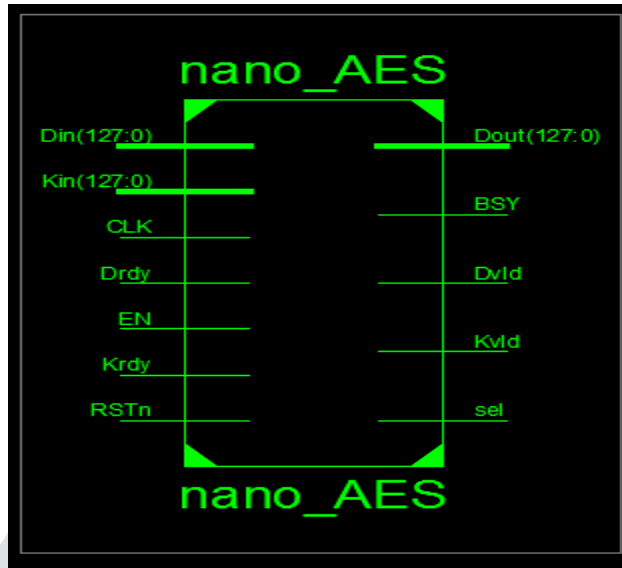 nano_AES
Din(127:0)
Dout(127:0)
Kin(127:0)
BSY
CLK
Drdy
Dvld
EN
Kvld
Krdy
RSTn
sel
nano_AES